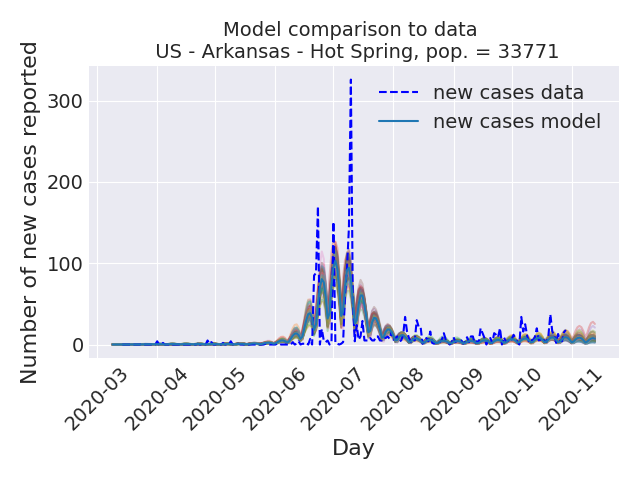 Model comparison to data
US - Arkansas - Hot Spring, pop. = 33771
Number of new cases reported
300
200
100
0
new cases data
new cases model
2020-03
2020-04
2020-05
2020-06
2020-07
2020-08
2020-09
2020-10
2020-11
Day